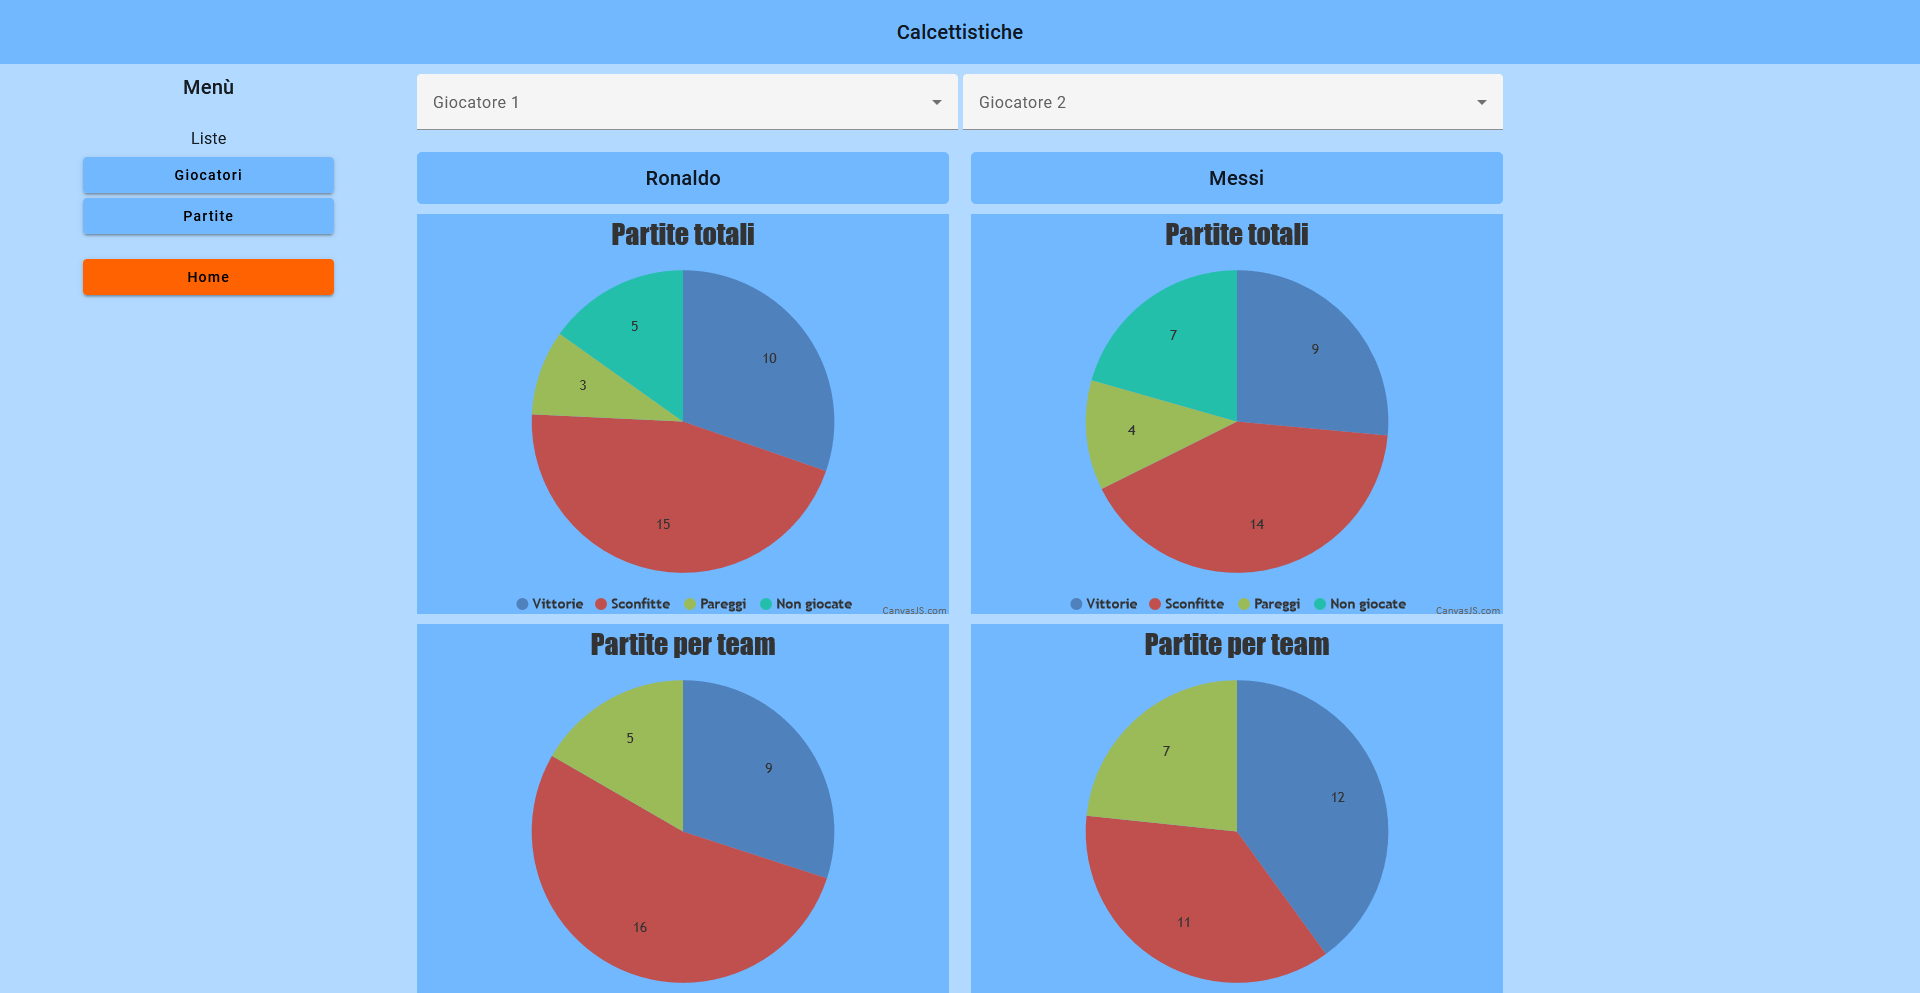 Calcettistiche
Menù
Liste
Giocatori
Partite
Home
Giocatore 1
Giocatore 2
Ronaldo
Messi
Partite totali
5
10
3
15
Vittorie Sconfitte Pareggi Non giocate
CanvasJS.com
Partite totali
7
9
4
14
Vittorie Sconfitte Pareggi Non giocate
CanvasJS.com
Partite per team
5
9
16
Partite per team
7
12
11